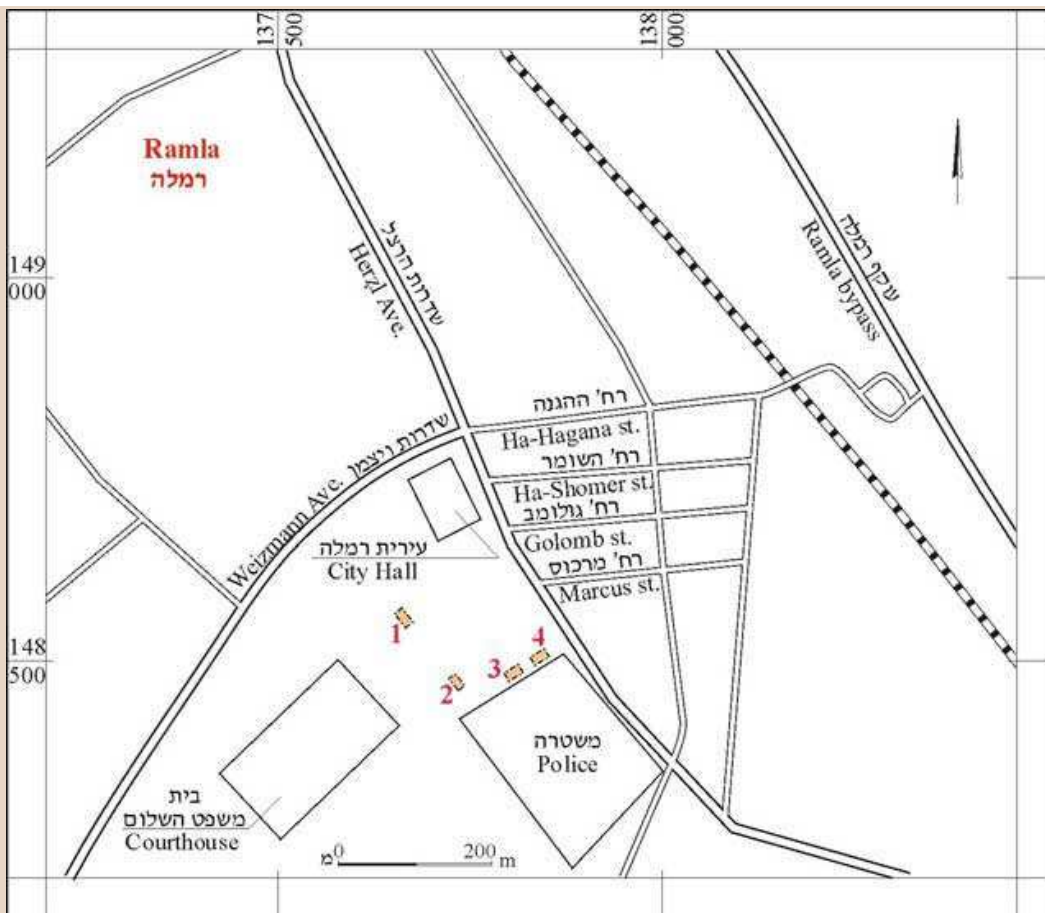 137
500
138
000
Ramla
רמלה
149
000
שדרות הרצל
Herzl Ave.
עוקף רמלה
Ramla bypass
רח' ההגנה
Ha-Hagana st.
רח' השומר
Ha-Shomer st.
רח' גולומב
Golomb st.
רח' מרכוס
Marcus st.
שדרות ויצמן
Weizmann Ave.
עירית רמלה
City Hall
148
500
1
2
3
4
משטרה
Police
בית
משפט השלום
Courthouse
מ 0 200 m